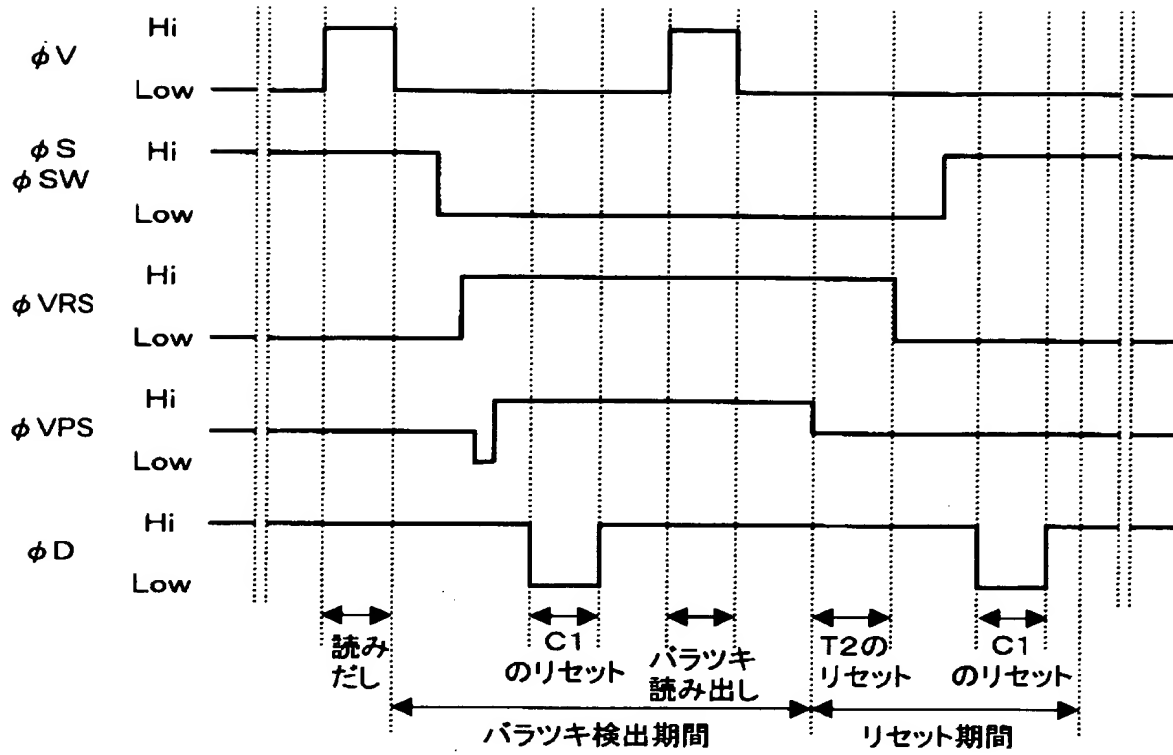 φV
Hi
Low
φS
φSW
Hi
Low
φVRS
Hi
Low
φVPS
Hi
Low
φD
Hi
Low
読み
だし
C1
のリセット
バラツキ
読み出し
T2の
リセット
C1
のリセット
バラツキ検出期間
リセット期間